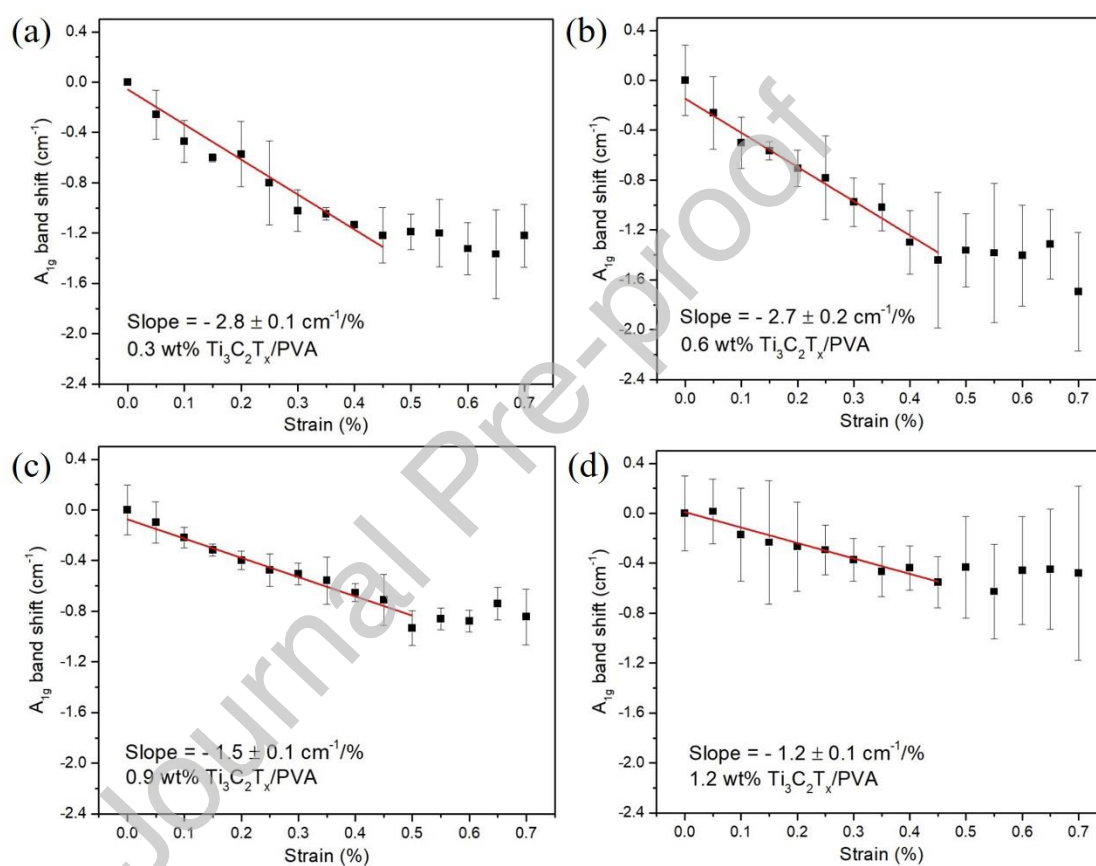 (a)
0.4
0.0
-0.4
-0.8
-1.2
-1.6
-2.0
-2.4
A1g band shift (cm-1)
Slope = - 2.8 ± 0.1 cm-1/%
0.3 wt% Ti3C2Tx/PVA
0.0 0.1 0.2 0.3 0.4 0.5 0.6 0.7
Strain (%)
(b)
0.4
0.0
-0.4
-0.8
-1.2
-1.6
-2.0
-2.4
A1g band shift (cm-1)
Slope = - 2.7 ± 0.2 cm-1/%
0.6 wt% Ti3C2Tx/PVA
0.0 0.1 0.2 0.3 0.4 0.5 0.6 0.7
Strain (%)
(c)
0.4
0.0
-0.4
-0.8
-1.2
-1.6
-2.0
-2.4
A1g band shift (cm-1)
Slope = - 1.5 ± 0.1 cm-1/%
0.9 wt% Ti3C2Tx/PVA
0.0 0.1 0.2 0.3 0.4 0.5 0.6 0.7
Strain (%)
(d)
0.4
0.0
-0.4
-0.8
-1.2
-1.6
-2.0
-2.4
A1g band shift (cm-1)
Slope = - 1.2 ± 0.1 cm-1/%
1.2 wt% Ti3C2Tx/PVA
0.0 0.1 0.2 0.3 0.4 0.5 0.6 0.7
Strain (%)
Journal Pre-proof